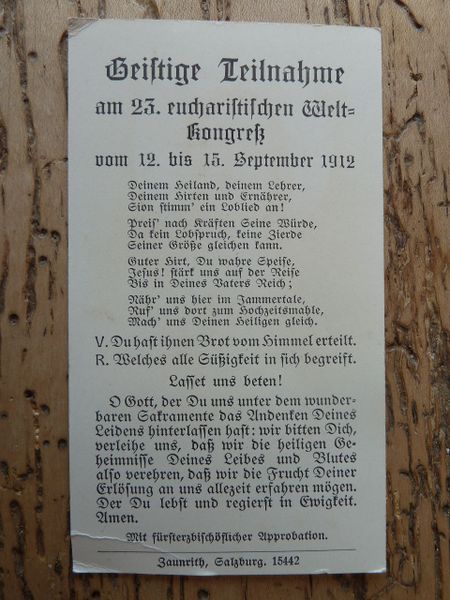 Geistige Teilnahme
am 23. eucharistischen Welt=
Kongreß
vom 12. bis 15. September 1912
Deinem Heiland, deinem Lehrer,
Deinem Hirten und Ernährer,
Sion stimm' ein Loblied an!
Preis' nach Kräften Seine Würde,
Da kein Lobspruch, keine Zierde
Seiner Größe gleichen kann.
Guter Hirt, Du wahre Speise,
Jesus! stärk uns auf der Reise
Bis in Deines Vaters Reich;
Nähr' uns hier im Jammertale,
Ruf' uns dort zum Hochzeitsmahle,
Mach' uns Deinen Heiligen gleich.
V. Du hast ihnen Brot vom Himmel erteilt.
R. Welches alle Süßigkeit in sich begreift.
Lasset uns beten!
O Gott, der Du uns unter dem wunder-
baren Sakramente das Andenken Deines
Leidens hinterlassen hast: wir bitten Dich,
verleihe uns, daß wir die heiligen Ge-
heimnisse Deines Leibes und Blutes
also verehren, daß wir die Frucht Deiner
Erlösung an uns allezeit erfahren mögen.
Der Du lebst und regierst in Ewigkeit.
Amen.
Mit fürsterzbischöflicher Approbation.
Zaunrith, Salzburg. 15442